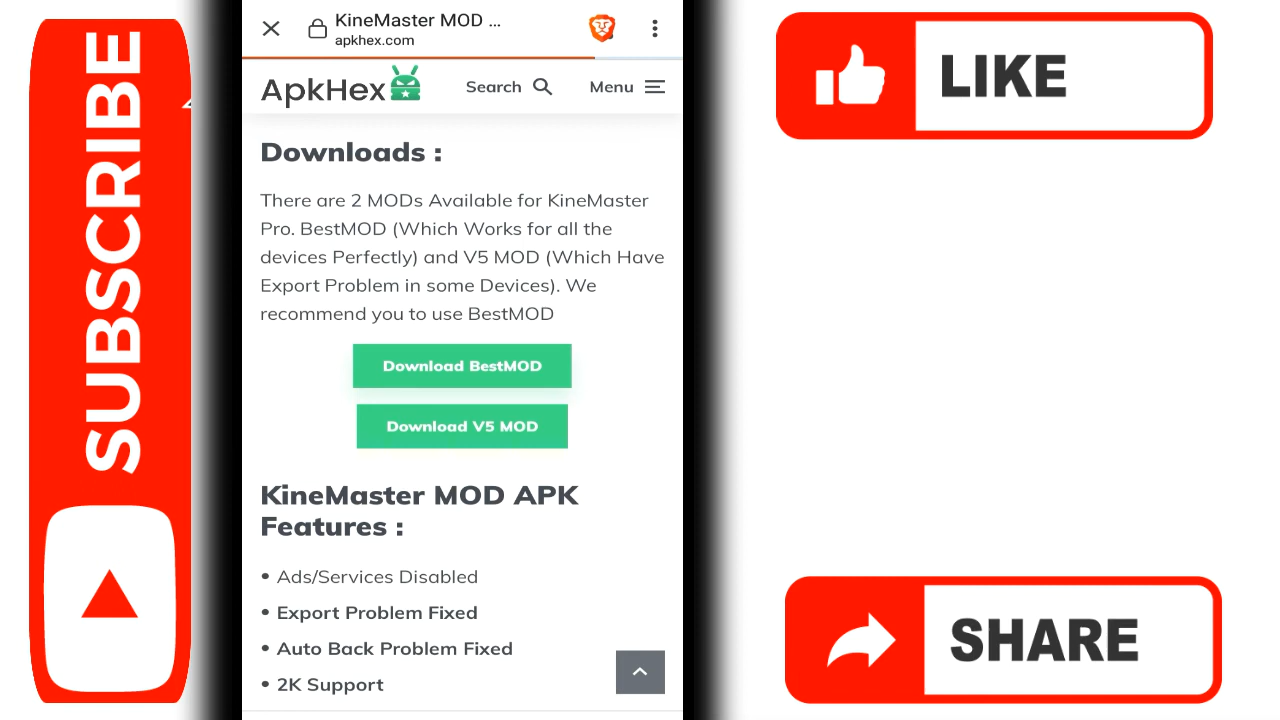 SUBSCRIBE
KineMaster MOD ...
apkhex.com
ApkHex
Search
Menu
Downloads :
There are 2 MODs Available for KineMaster
Pro. BestMOD (Which Works for all the
devices Perfectly) and V5 MOD (Which Have
Export Problem in some Devices). We
recommend you to use BestMOD
Download BestMOD
Download V5 MOD
KineMaster MOD APK
Features :
• Ads/Services Disabled
• Export Problem Fixed
• Auto Back Problem Fixed
• 2K Support
LIKE
SHARE